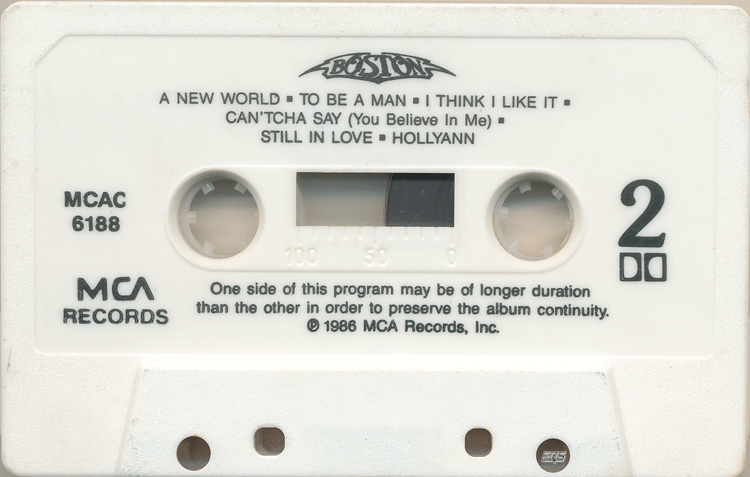 BOSTON
A NEW WORLD ▪ TO BE A MAN ▪ I THINK I LIKE IT ▪
CAN'TCHA SAY (You Believe In Me) ▪
STILL IN LOVE ▪ HOLLYANN
MCAC
6188
2
100 50 0
MCA
RECORDS
One side of this program may be of longer duration
than the other in order to preserve the album continuity.
℗ 1986 MCA Records, Inc.